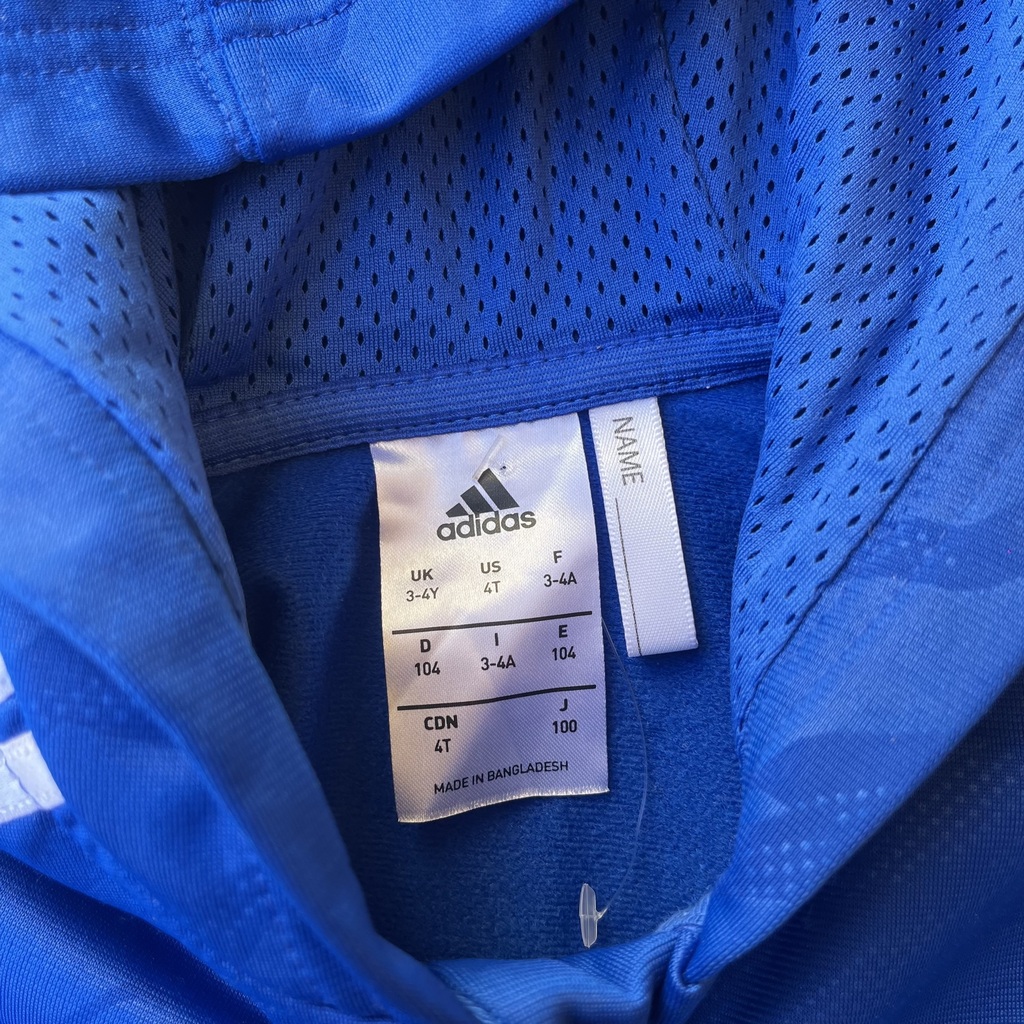 adidas
UK US F
3-4Y 4T 3-4A
D I E
104 3-4A 104
CDN J
4T 100
MADE IN BANGLADESH
NAME